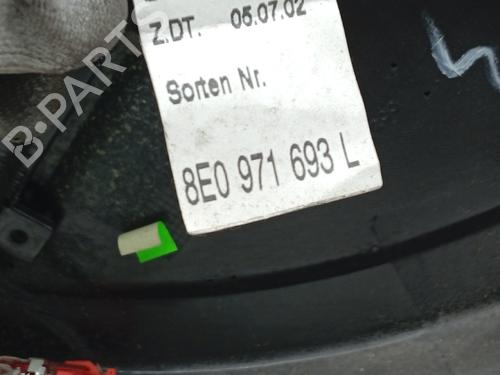 Z.DT. 05.07.02
Sorten Nr.
8E0 971 693 L
B-PARTS